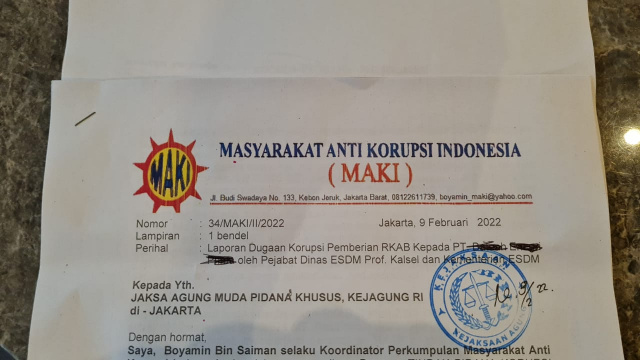 MAKI
MASYARAKAT ANTI KORUPSI INDONESIA
( MAKI )
Jl. Budi Swadaya No. 133, Kebon Jeruk, Jakarta Barat, 08122611739, boyamin_maki@yahoo.com
Nomor : 34/MAKI/II/2022 Jakarta, 9 Februari 2022
Lampiran : 1 bendel
Perihal : Laporan Dugaan Korupsi Pemberian RKAB Kepada PT.
oleh Pejabat Dinas ESDM Prof. Kalsel dan Kementerian ESDM
Kepada Yth.
JAKSA AGUNG MUDA PIDANA KHUSUS, KEJAGUNG RI
di - JAKARTA
KEJAKSAAN
Dengan hormat,
Saya, Boyamin Bin Saiman selaku Koordinator Perkumpulan Masyarakat Anti